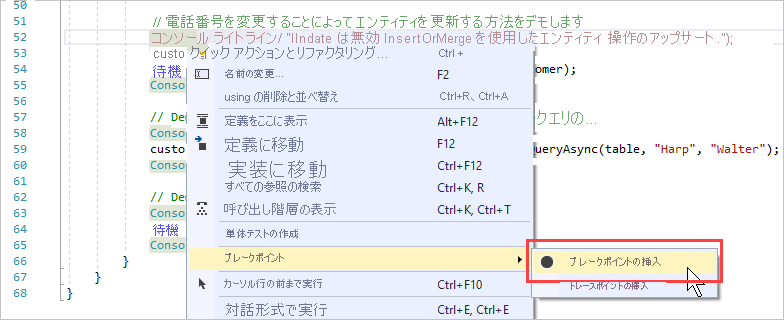 50
51 // 電話番号を変更することによってエンティティを更新する方法をデモします
52 コンソール ライトライン/ "IIndate は無効 InsertOrMerge を使用したエンティティ 操作のアップサート .");
53 custo クイック アクションとリファクタリング... Ctrl +
54 待機 名前の変更... F2 omer);
55 Conso using の削除と並べ替え Ctrl+R、Ctrl+A
56
57 // De 定義をここに表示 Alt+F12 クエリの...
58 Conso 定義に移動 F12
59 custo 実装に移動 Ctrl+F12 ueryAsync(table, "Harp", "Walter");
60 Conso すべての参照の検索 Ctrl+K, R
61 呼び出し階層の表示 Ctrl+K, Ctrl+T
62 // De 単体テストの作成
63 Conso
64 待機 ブレークポイント ブレークポイントの挿入
65 Conso カーソル行の前まで実行 Ctrl+F10 トレースポイントの挿入
66 } 対話形式で実行 Ctrl+E, Ctrl+E
67 }
68 }